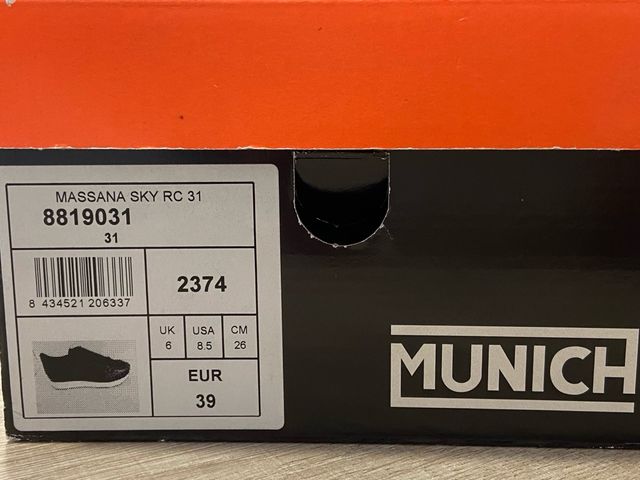 MASSANA SKY RC 31
8819031
31
8 434521 206337
2374
UK USA CM
6 8.5 26
EUR
39
MUNICH